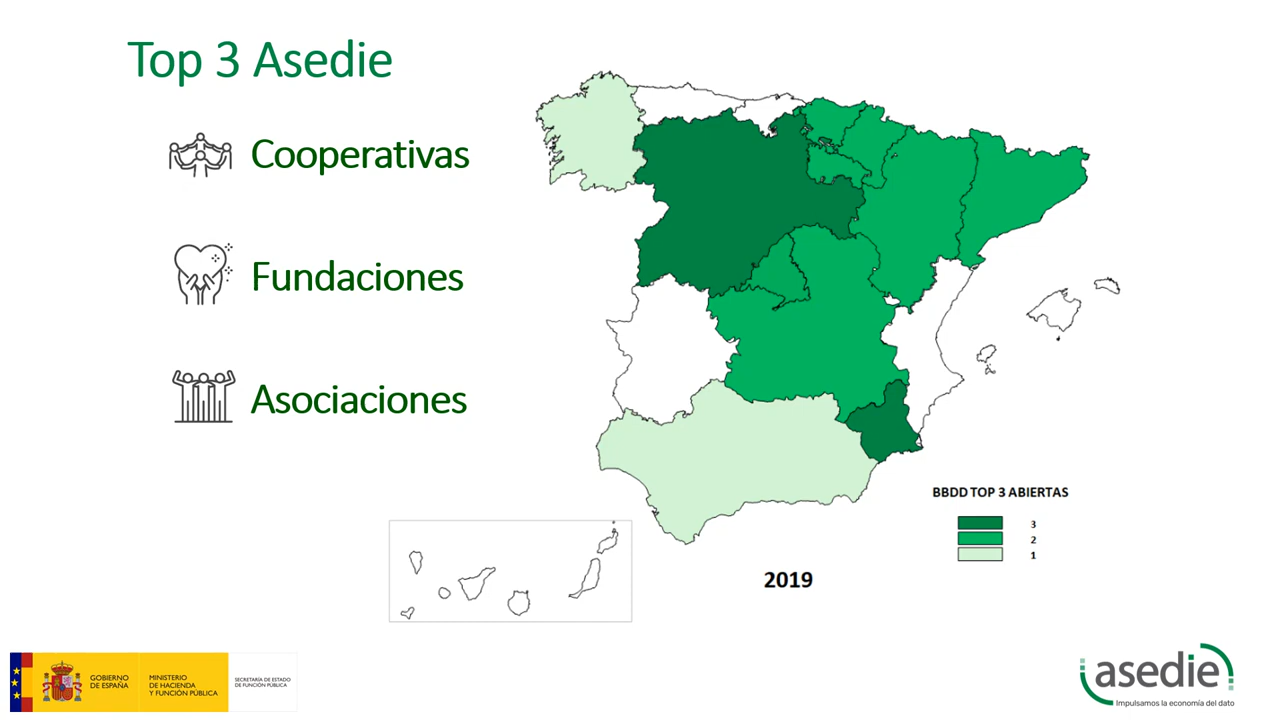 Top 3 Asedie
Cooperativas
Fundaciones
Asociaciones
BBDD TOP 3 ABIERTAS
3
2
1
2019
GOBIERNO
DE ESPAÑA
MINISTERIO
DE HACIENDA
Y FUNCIÓN PÚBLICA
SECRETARÍA DE ESTADO
DE FUNCIÓN PÚBLICA
asedie
Impulsamos la economía del dato